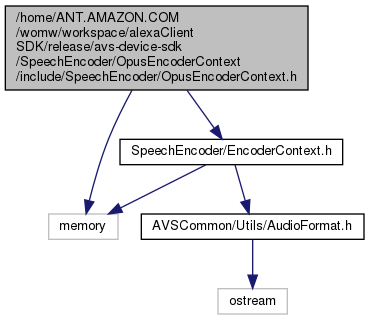 /home/ANT.AMAZON.COM
/womw/workspace/alexaClient
SDK/release/avs-device-sdk
/SpeechEncoder/OpusEncoderContext
/include/SpeechEncoder/OpusEncoderContext.h
SpeechEncoder/EncoderContext.h
memory
AVSCommon/Utils/AudioFormat.h
ostream